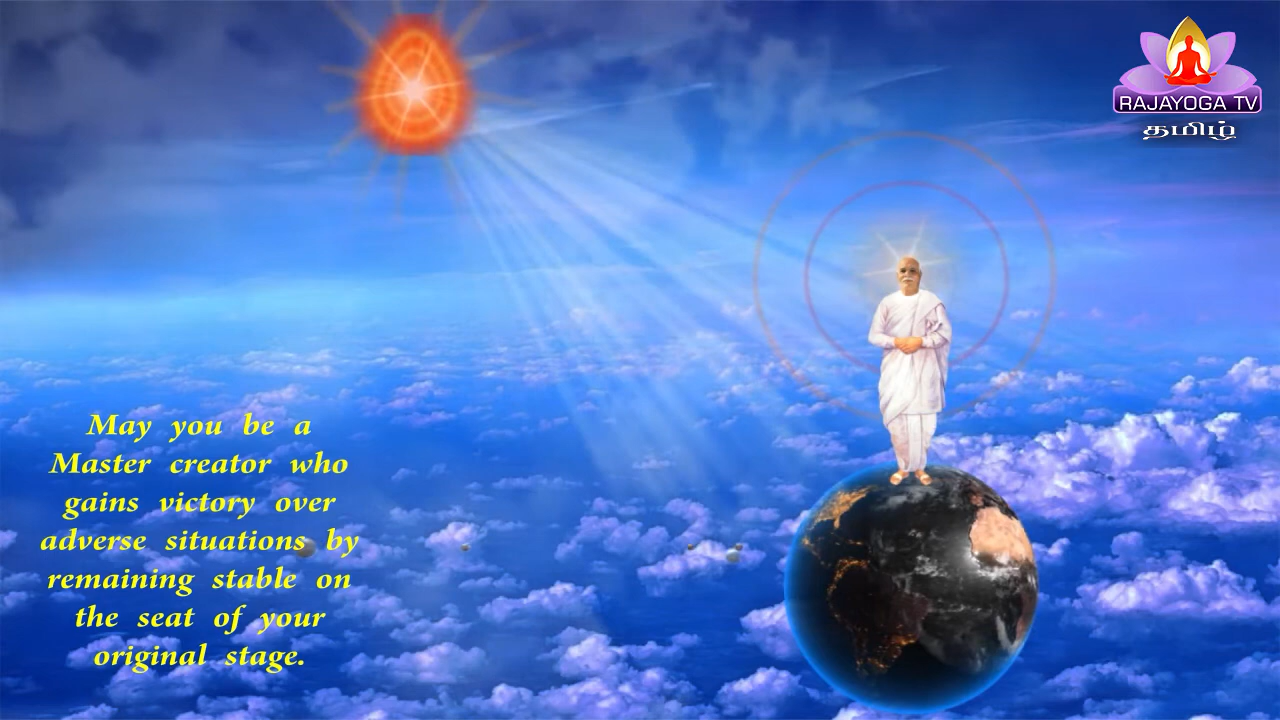 RAJAYOGA TV
தமிழ்
May you be a
Master creator who
gains victory over
adverse situations by
remaining stable on
the seat of your
original stage.